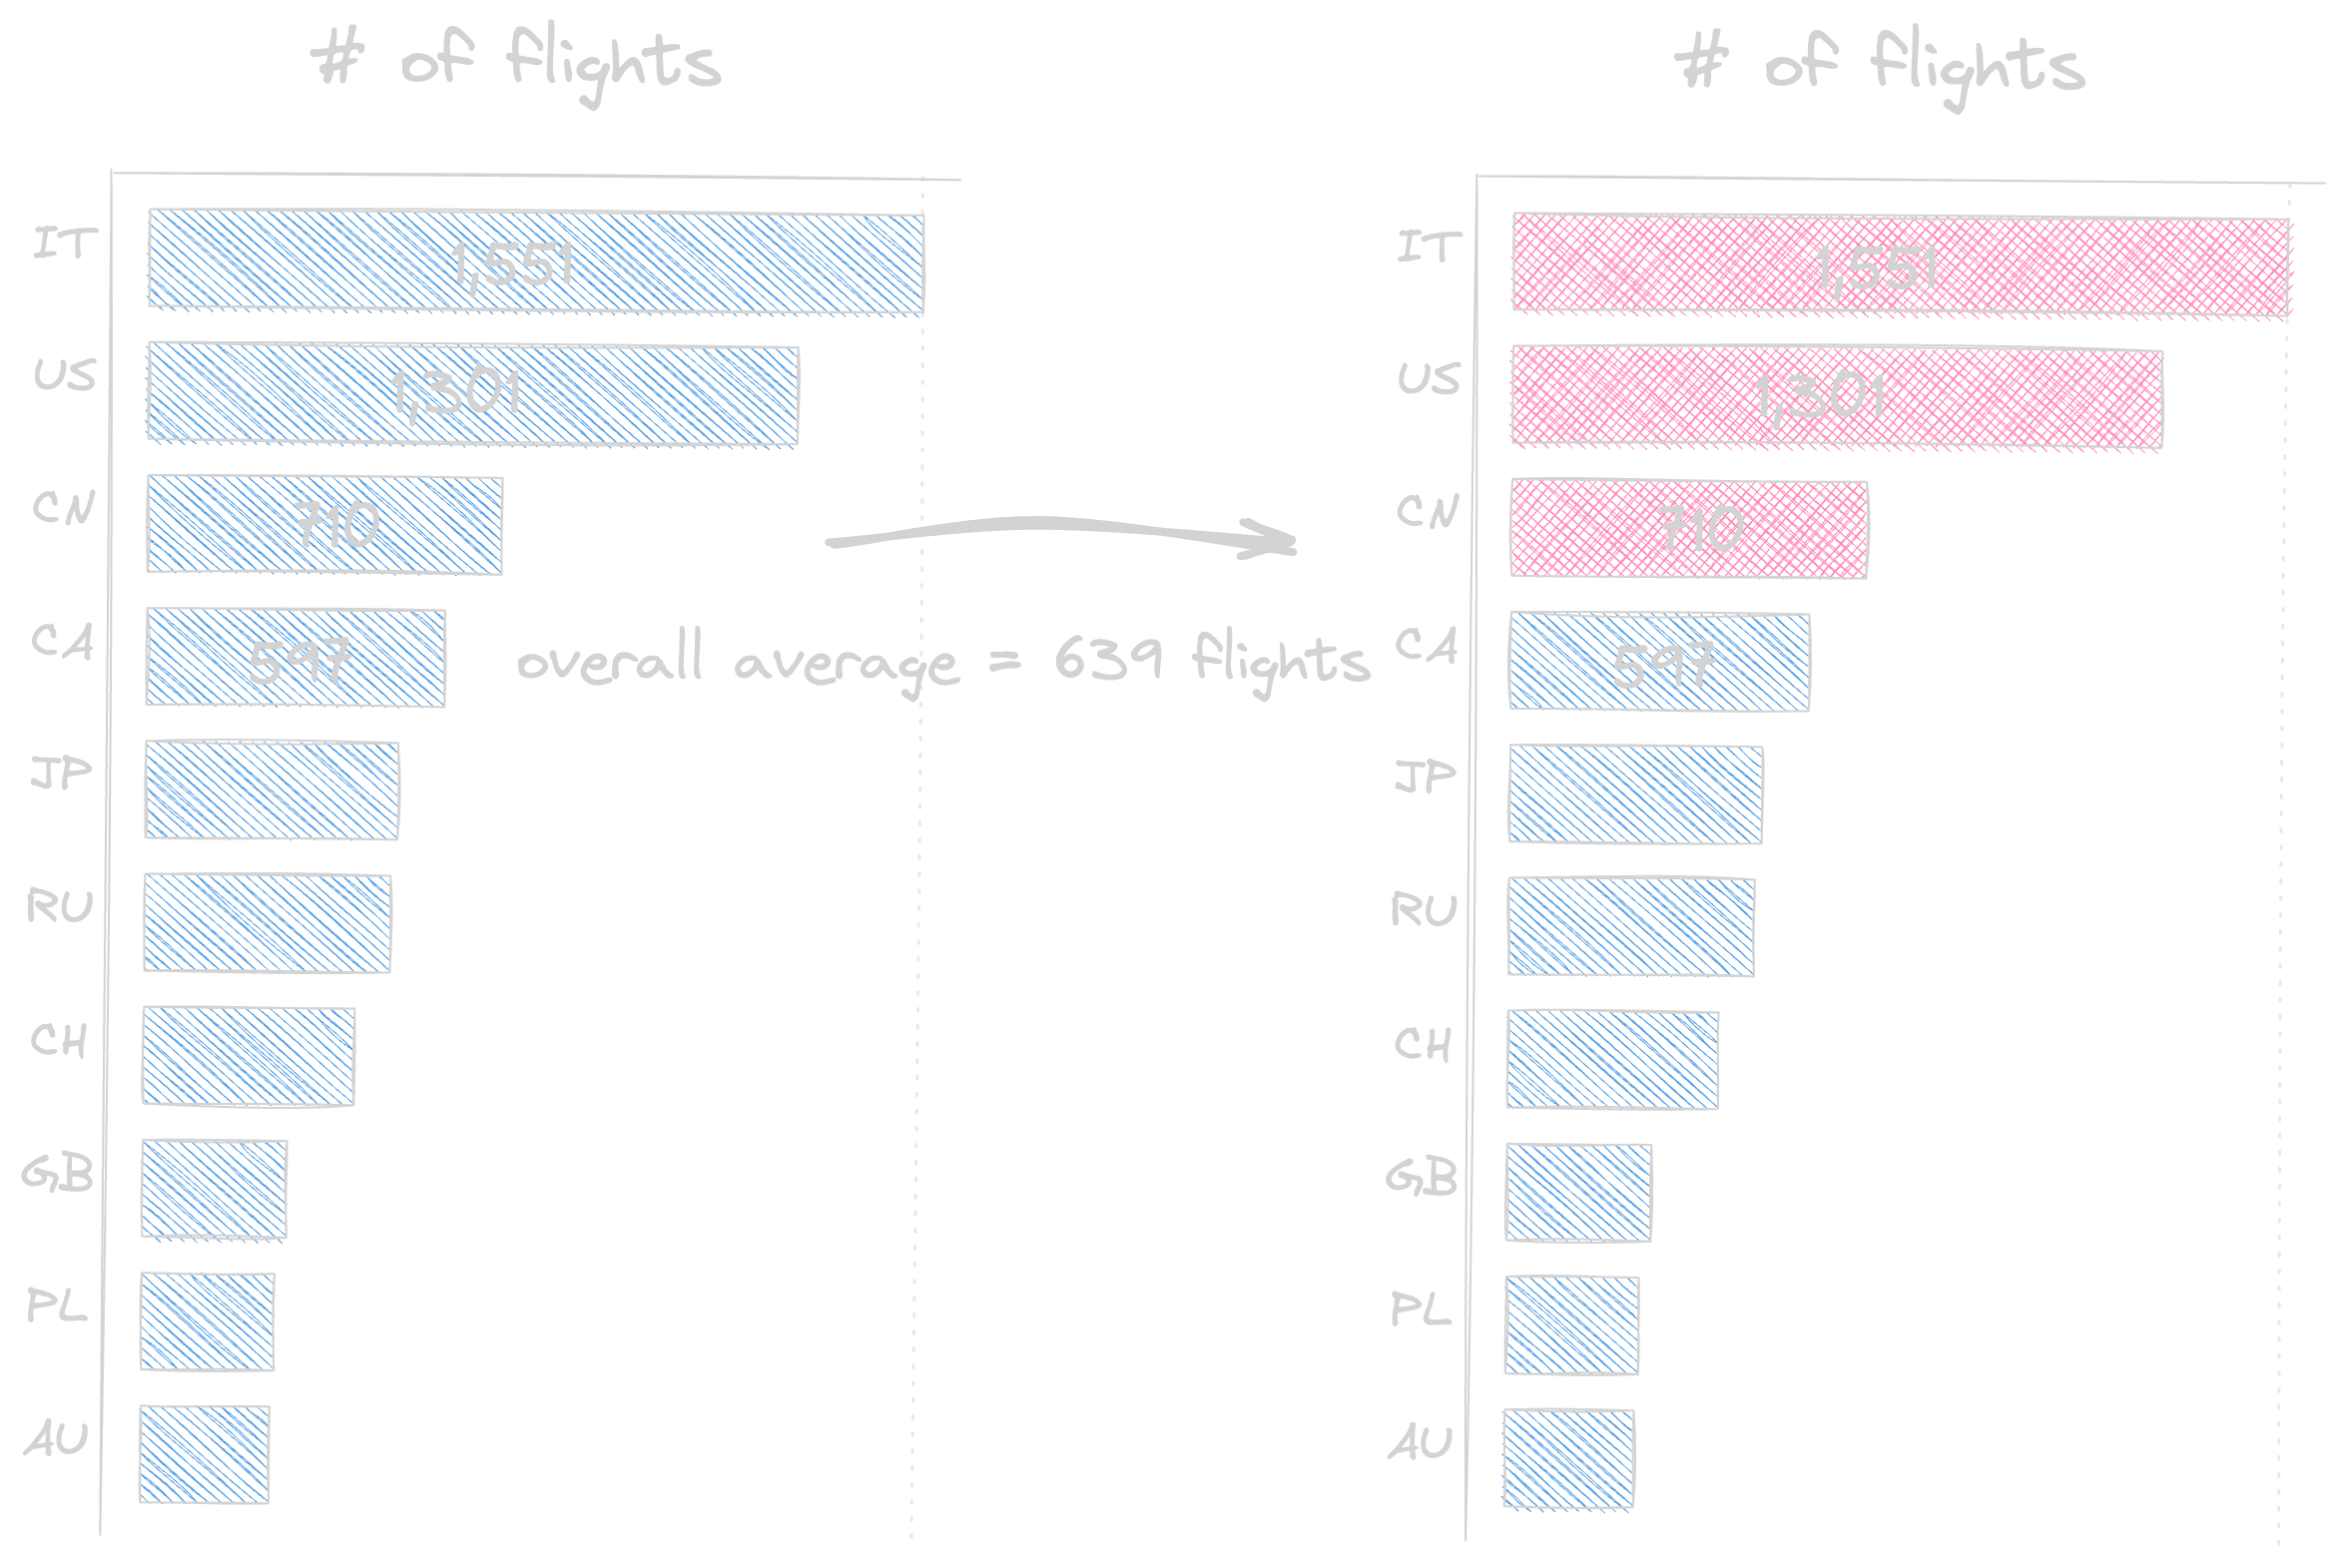 # of flights
IT
1,551
US
1,301
CN
710
CA
597
JP
RU
CH
GB
PL
AU
overall average = 639 flights
# of flights
IT
1,551
US
1,301
CN
710
CA
597
JP
RU
CH
GB
PL
AU